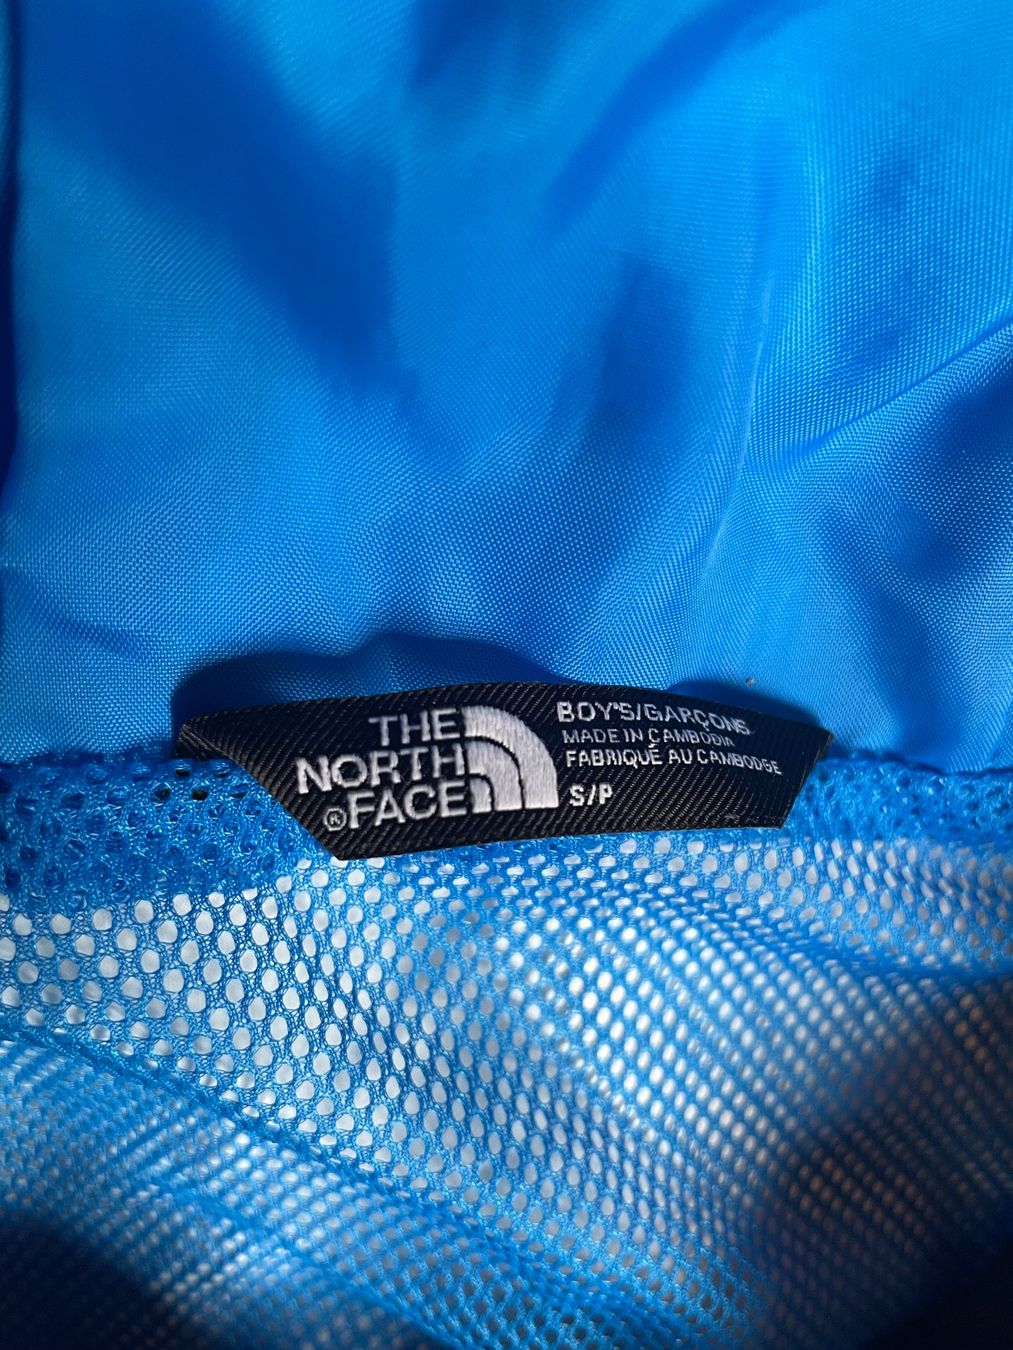 THE
NORTH
®FACE
BOY'S/GARÇONS
MADE IN CAMBODIA
FABRIQUÉ AU CAMBODGE
S/P